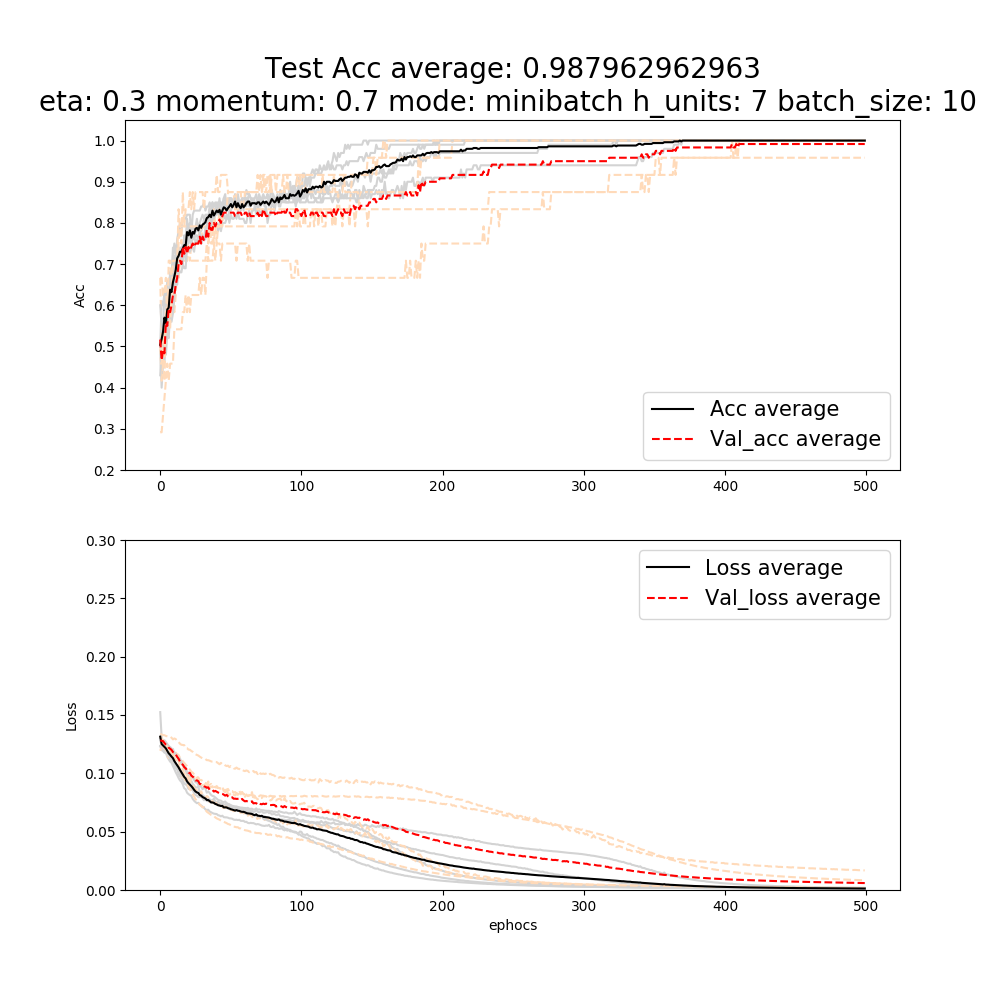 Test Acc average: 0.987962962963
eta: 0.3 momentum: 0.7 mode: minibatch h_units: 7 batch_size: 10
1.0
0.9
0.8
0.7
0.6
0.5
0.4
0.3
0.2
Acc
Acc average
Val_acc average
0 100 200 300 400 500
0.30
0.25
0.20
0.15
0.10
0.05
0.00
Loss
Loss average
Val_loss average
0 100 200 300 400 500
ephocs